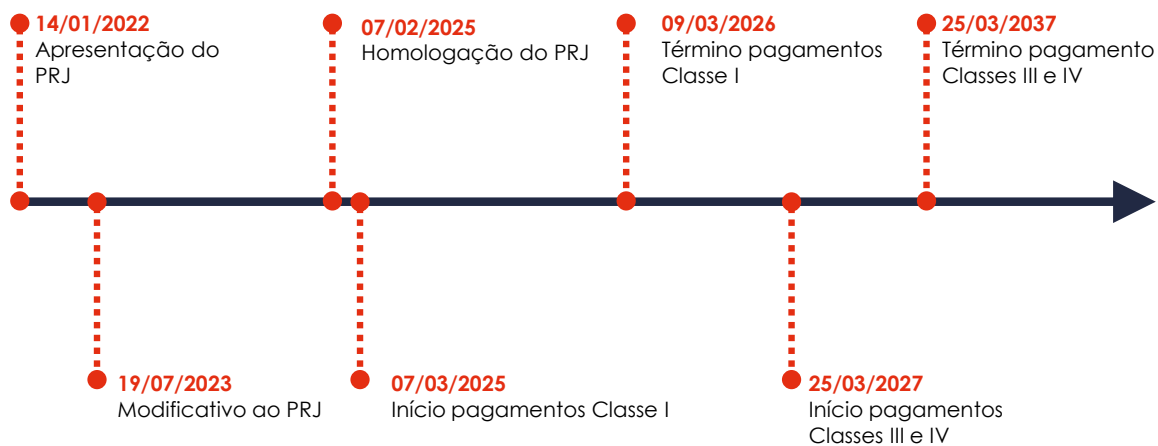 14/01/2022
Apresentação do
PRJ
07/02/2025
Homologação do PRJ
09/03/2026
Término pagamentos
Classe I
25/03/2037
Término pagamento
Classes III e IV
19/07/2023
Modificativo ao PRJ
07/03/2025
Início pagamentos Classe I
25/03/2027
Início pagamentos
Classes III e IV